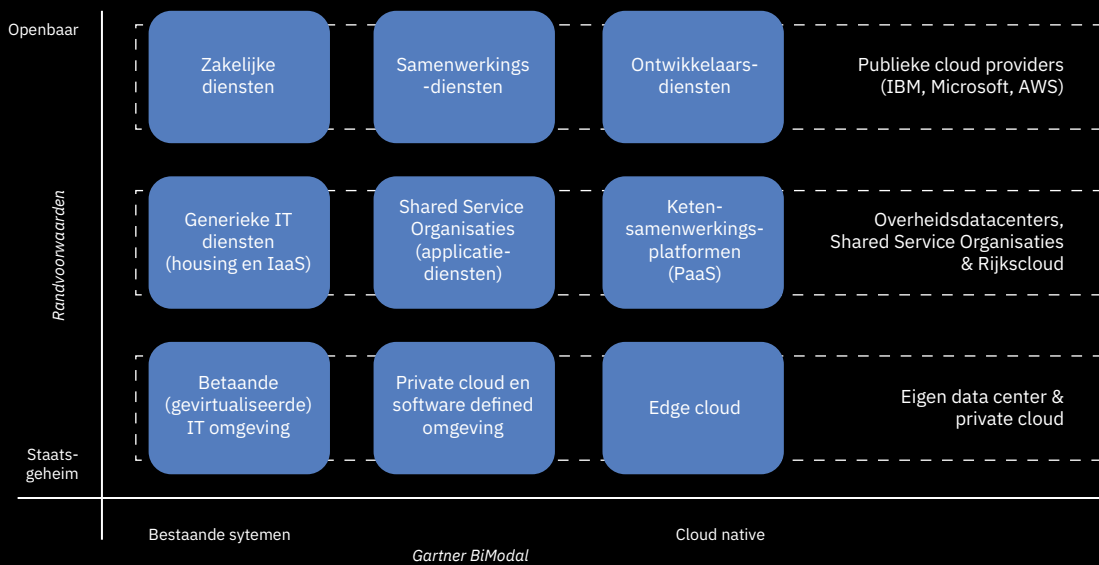 Openbaar
Zakelijke
diensten
Samenwerkings
-diensten
Ontwikkelaars-
diensten
Publieke cloud providers
(IBM, Microsoft, AWS)
Randvoorwaarden
Generieke IT
diensten
(housing en IaaS)
Shared Service
Organisaties
(applicatie-
diensten)
Keten-
samenwerkings-
platformen
(PaaS)
Overheidsdatacenters,
Shared Service Organisaties
& Rijkscloud
Betaande
(gevirtualiseerde)
IT omgeving
Private cloud en
software defined
omgeving
Edge cloud
Eigen data center &
private cloud
Staats-
geheim
Bestaande sytemen
Cloud native
Gartner BiModal